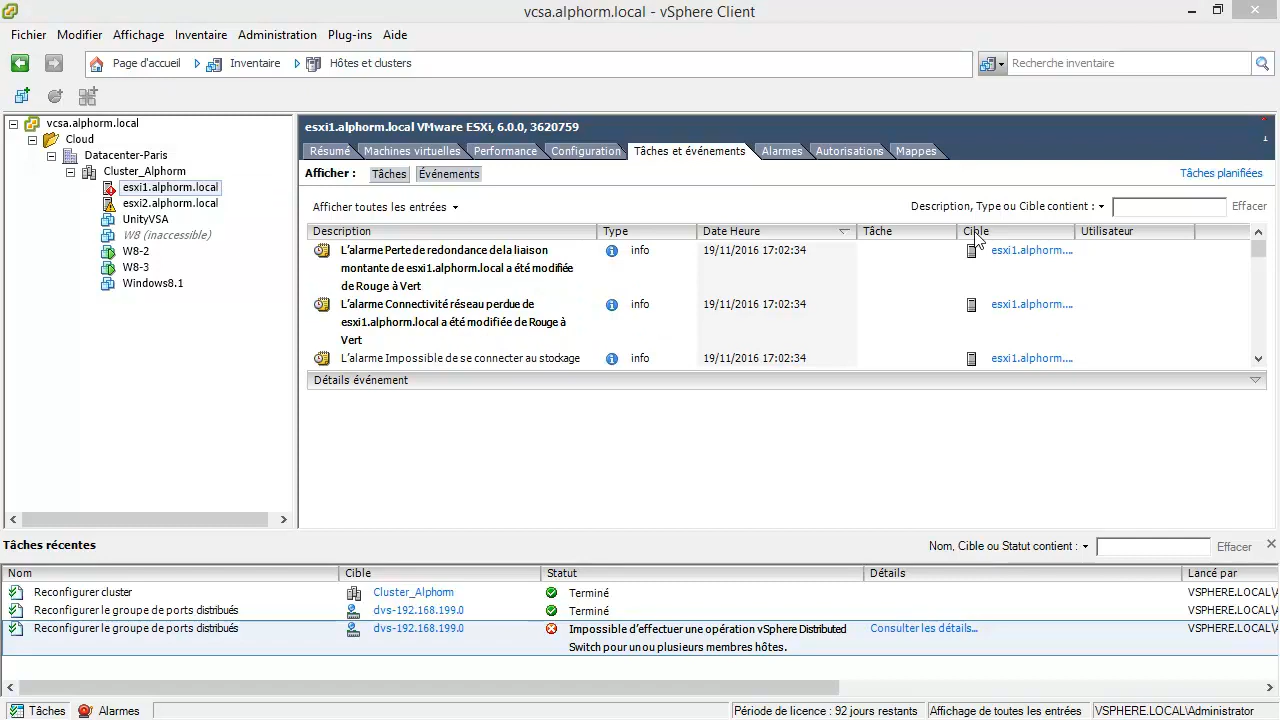 vcsa.alphorm.local - vSphere Client
Fichier Modifier Affichage Inventaire Administration Plug-ins Aide
Page d'accueil Inventaire Hôtes et clusters
Recherche inventaire
vcsa.alphorm.local
Cloud
Datacenter-Paris
Cluster_Alphorm
esxi1.alphorm.local
esxi2.alphorm.local
UnityVSA
W8 (inaccessible)
W8-2
W8-3
Windows8.1
esxi1.alphorm.local VMware ESXi, 6.0.0, 3620759
Résumé Machines virtuelles Performance Configuration Tâches et événements Alarmes Autorisations Mappes
Afficher : Tâches Événements Tâches planifiées
Afficher toutes les entrées Description, Type ou Cible contient : Effacer
Description Type Date Heure Tâche Cible Utilisateur
L'alarme Perte de redondance de la liaison info 19/11/2016 17:02:34 esxi1.alphorm....
montante de esxi1.alphorm.local a été modifiée
de Rouge à Vert
L'alarme Connectivité réseau perdue de info 19/11/2016 17:02:34 esxi1.alphorm....
esxi1.alphorm.local a été modifiée de Rouge à
Vert
L'alarme Impossible de se connecter au stockage info 19/11/2016 17:02:34 esxi1.alphorm....
Détails événement
Tâches récentes Nom, Cible ou Statut contient : Effacer
Nom Cible Statut Détails Lancé par
Reconfigurer cluster Cluster_Alphorm Terminé VSPHERE.LOCAL\
Reconfigurer le groupe de ports distribués dvs-192.168.199.0 Terminé VSPHERE.LOCAL\
Reconfigurer le groupe de ports distribués dvs-192.168.199.0 Impossible d'effectuer une opération vSphere Distributed Consulter les détails... VSPHERE.LOCAL\
Switch pour un ou plusieurs membres hôtes.
Tâches Alarmes Période de licence : 92 jours restants Affichage de toutes les entrées VSPHERE.LOCAL\Administrator